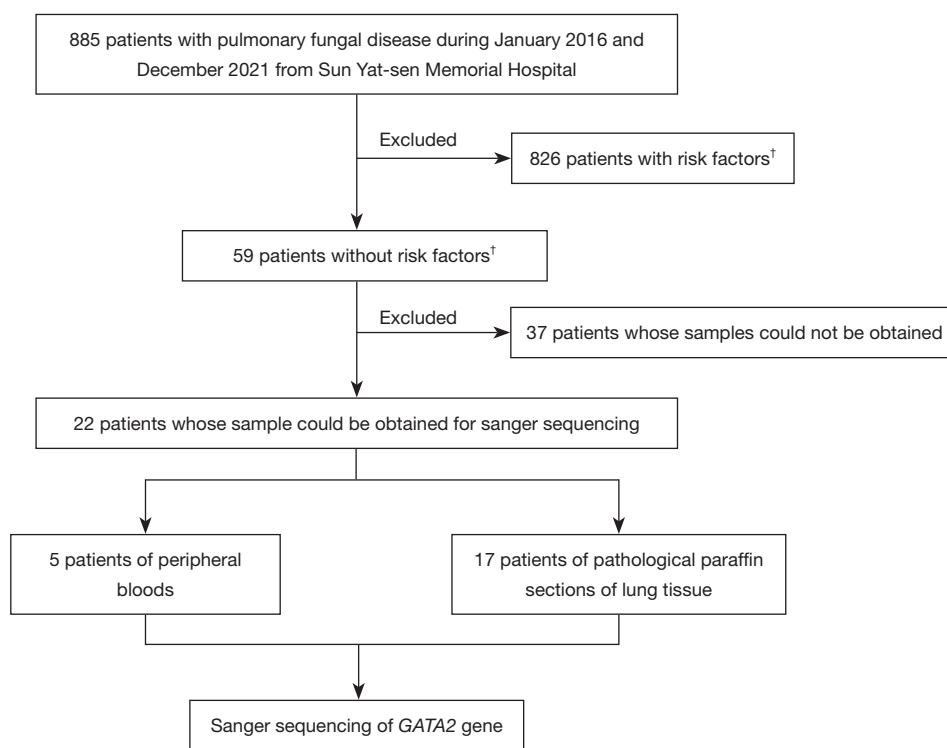 885 patients with pulmonary fungal disease during January 2016 and
December 2021 from Sun Yat-sen Memorial Hospital
Excluded
826 patients with risk factors†
59 patients without risk factors†
Excluded
37 patients whose samples could not be obtained
22 patients whose sample could be obtained for sanger sequencing
5 patients of peripheral
bloods
17 patients of pathological paraffin
sections of lung tissue
Sanger sequencing of GATA2 gene